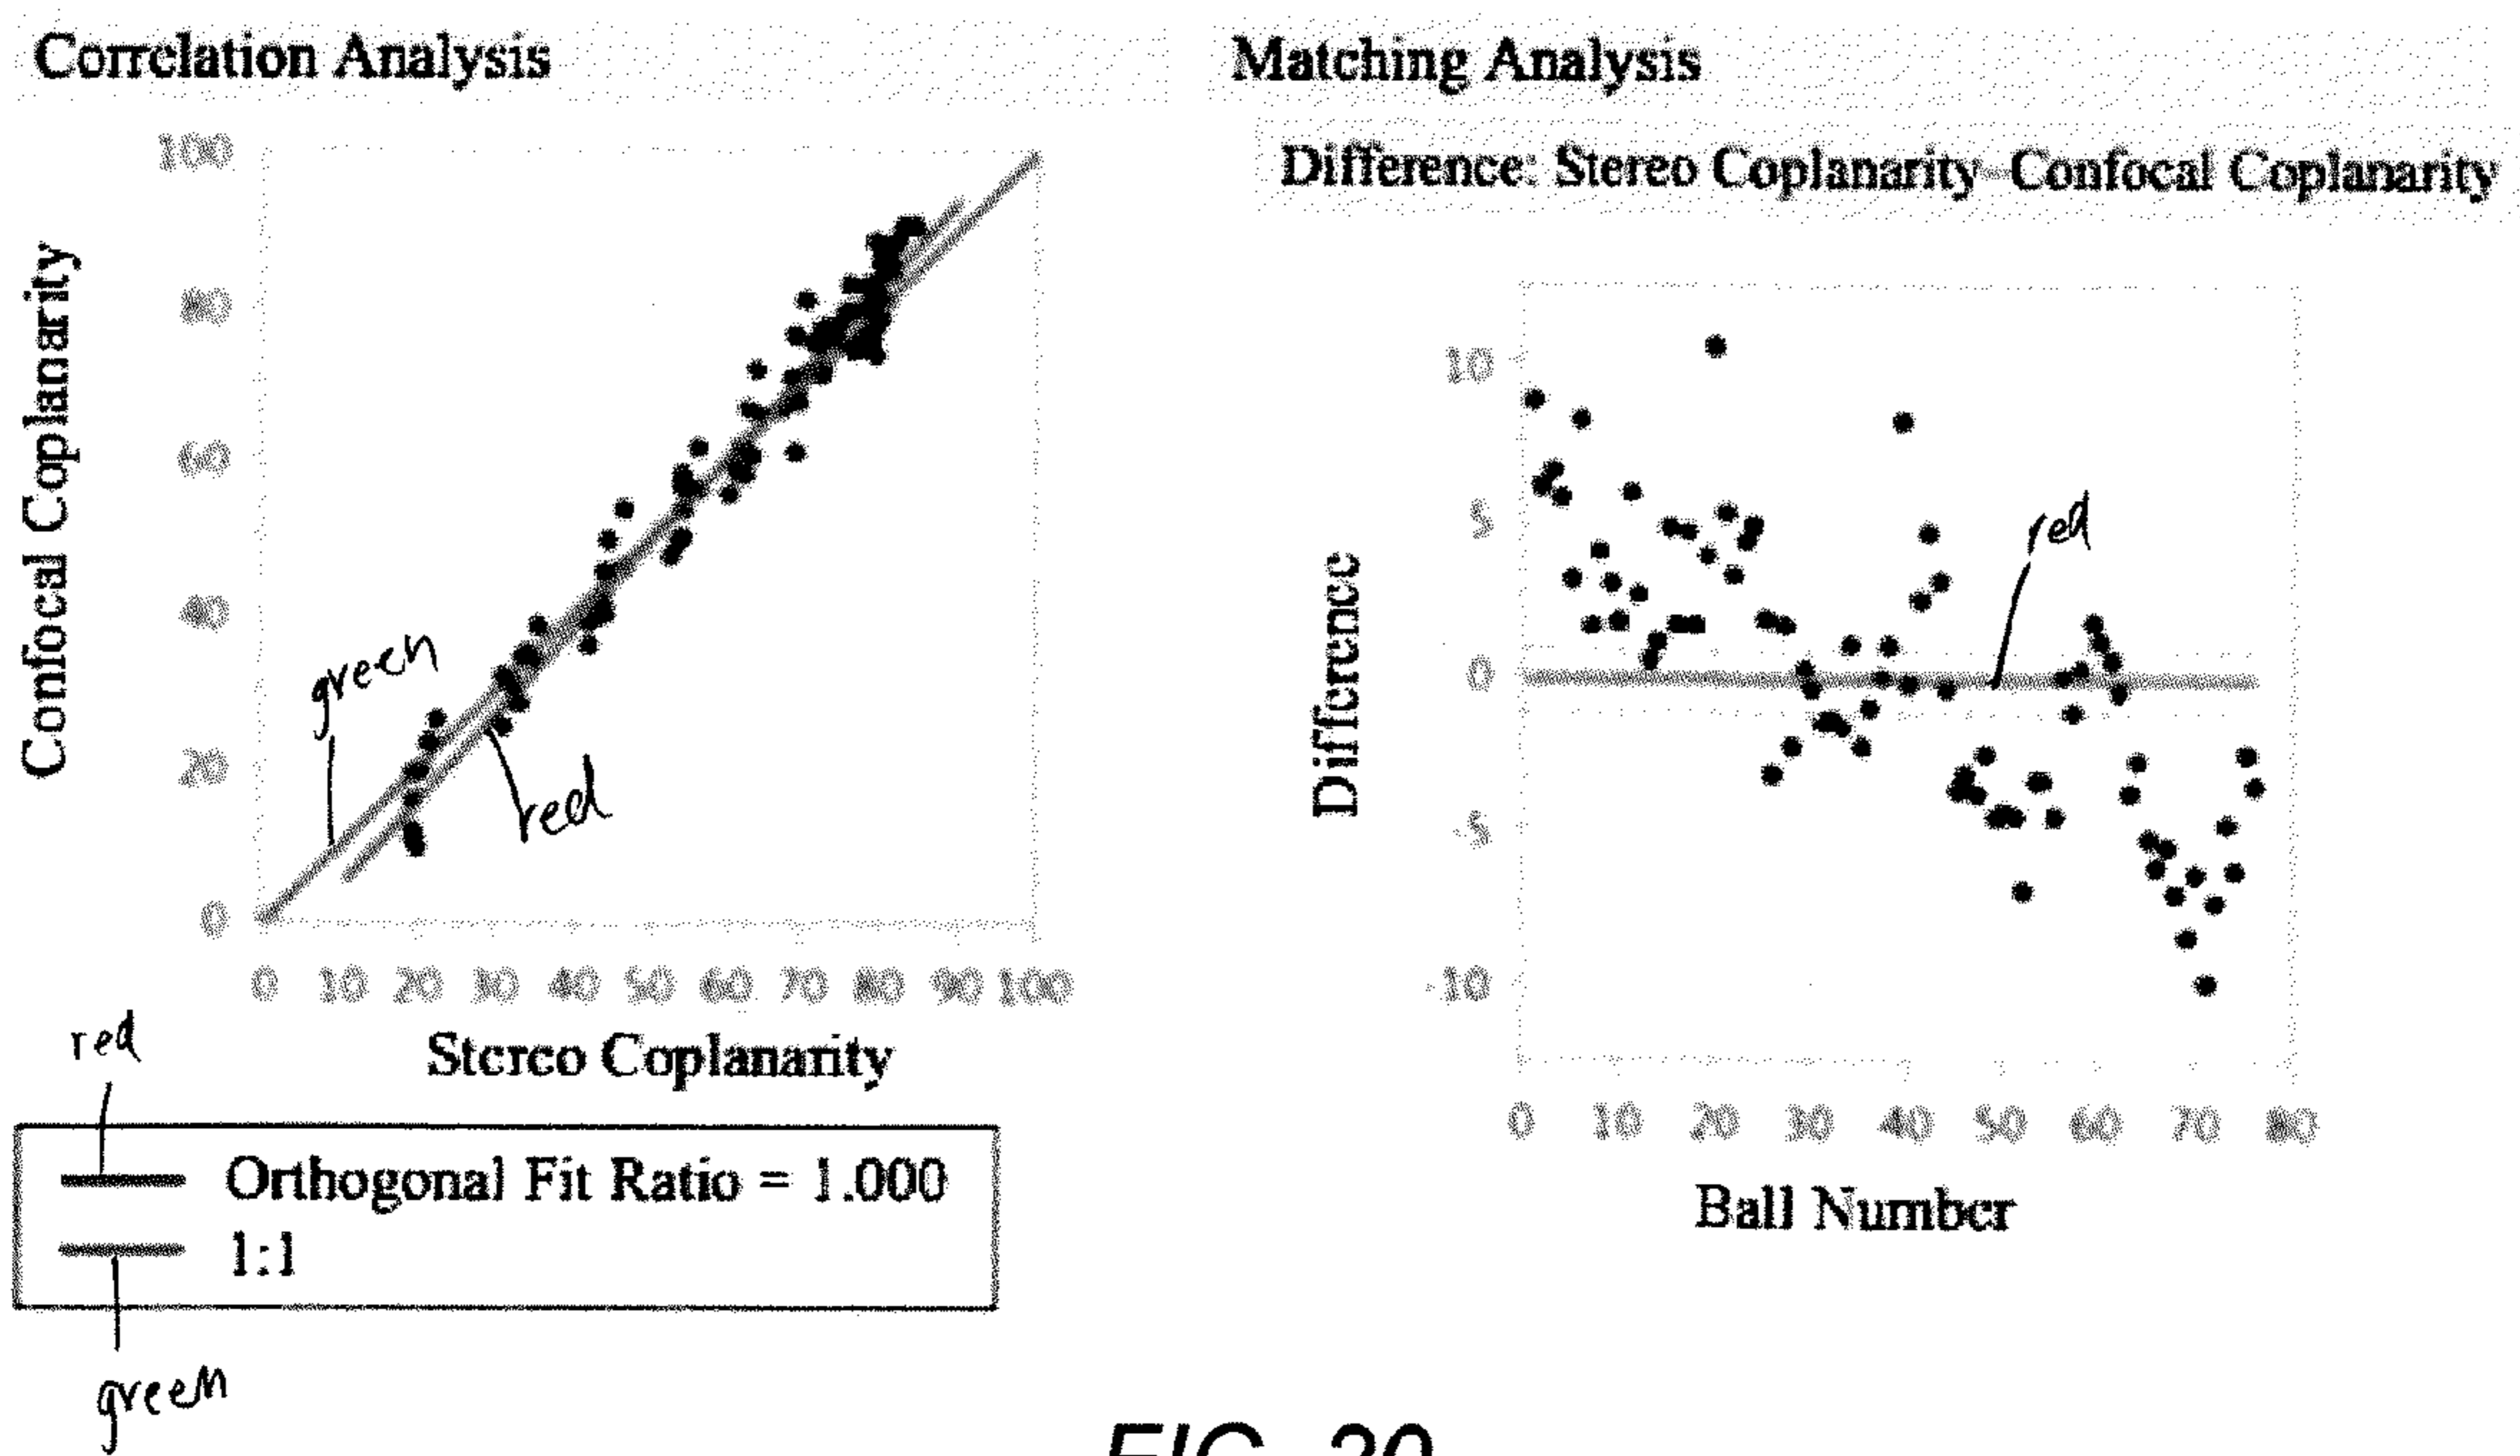 Correlation Analysis
100
80
60
40
20
0
Confocal Coplanarity
green
red
0 10 20 30 40 50 60 70 80 90 100
Stereo Coplanarity
red
Orthogonal Fit Ratio = 1.000
1:1
green
Matching Analysis
Difference: Stereo Coplanarity-Confocal Coplanarity
10
5
0
-5
-10
Difference
red
0 10 20 30 40 50 60 70 80
Ball Number